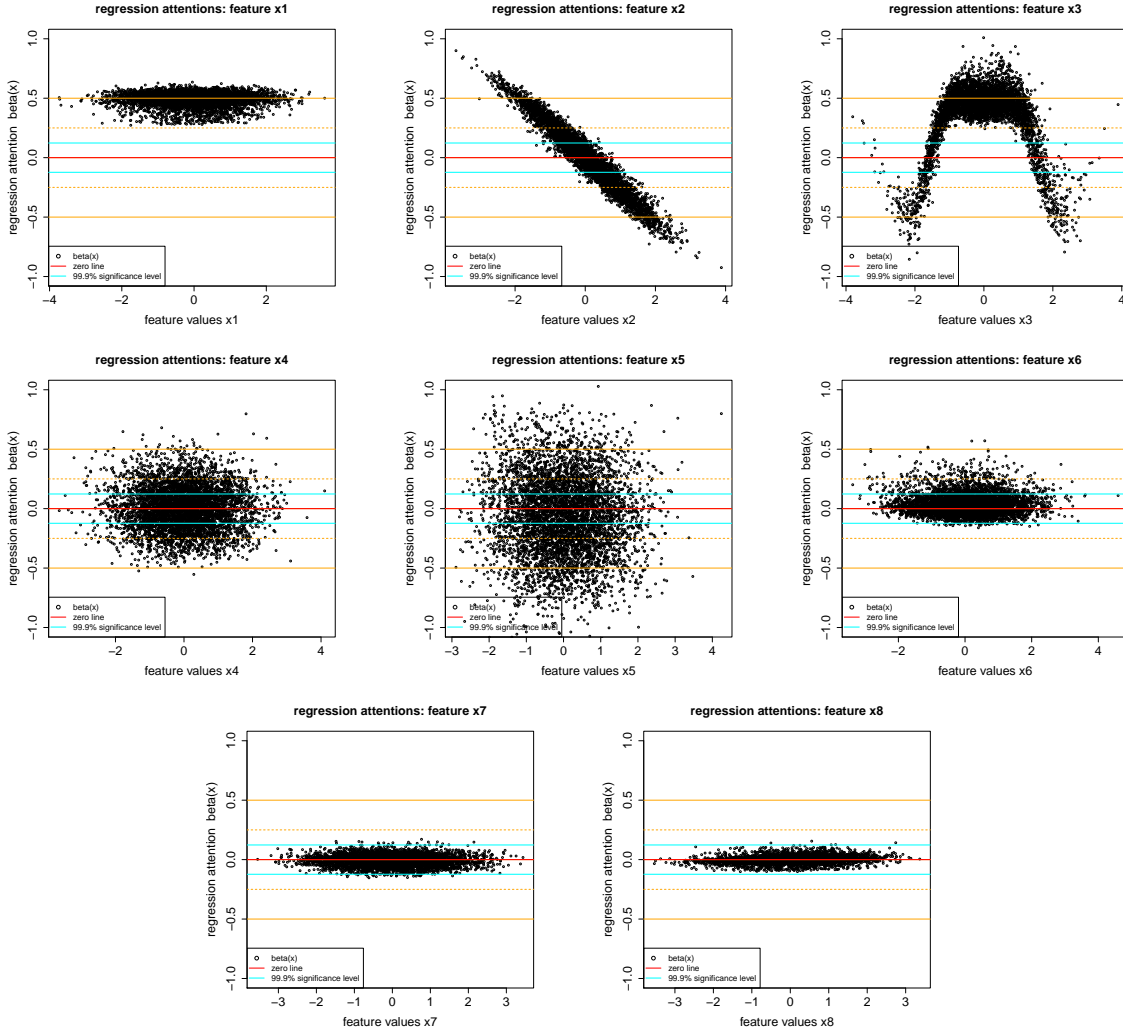 regression attentions: feature x1
regression attention beta(x)
1.0
0.5
0.0
−0.5
−1.0
beta(x)
zero line
99.9% significance level
−4 −2 0 2
feature values x1
regression attentions: feature x2
regression attention beta(x)
1.0
0.5
0.0
−0.5
−1.0
beta(x)
zero line
99.9% significance level
−2 0 2 4
feature values x2
regression attentions: feature x3
regression attention beta(x)
1.0
0.5
0.0
−0.5
−1.0
beta(x)
zero line
99.9% significance level
−4 −2 0 2 4
feature values x3
regression attentions: feature x4
regression attention beta(x)
1.0
0.5
0.0
−0.5
−1.0
beta(x)
zero line
99.9% significance level
−2 0 2 4
feature values x4
regression attentions: feature x5
regression attention beta(x)
1.0
0.5
0.0
−0.5
−1.0
beta(x)
zero line
99.9% significance level
−3 −2 −1 0 1 2 3 4
feature values x5
regression attentions: feature x6
regression attention beta(x)
1.0
0.5
0.0
−0.5
−1.0
beta(x)
zero line
99.9% significance level
−2 0 2 4
feature values x6
regression attentions: feature x7
regression attention beta(x)
1.0
0.5
0.0
−0.5
−1.0
beta(x)
zero line
99.9% significance level
−3 −2 −1 0 1 2 3
feature values x7
regression attentions: feature x8
regression attention beta(x)
1.0
0.5
0.0
−0.5
−1.0
beta(x)
zero line
99.9% significance level
−3 −2 −1 0 1 2 3
feature values x8